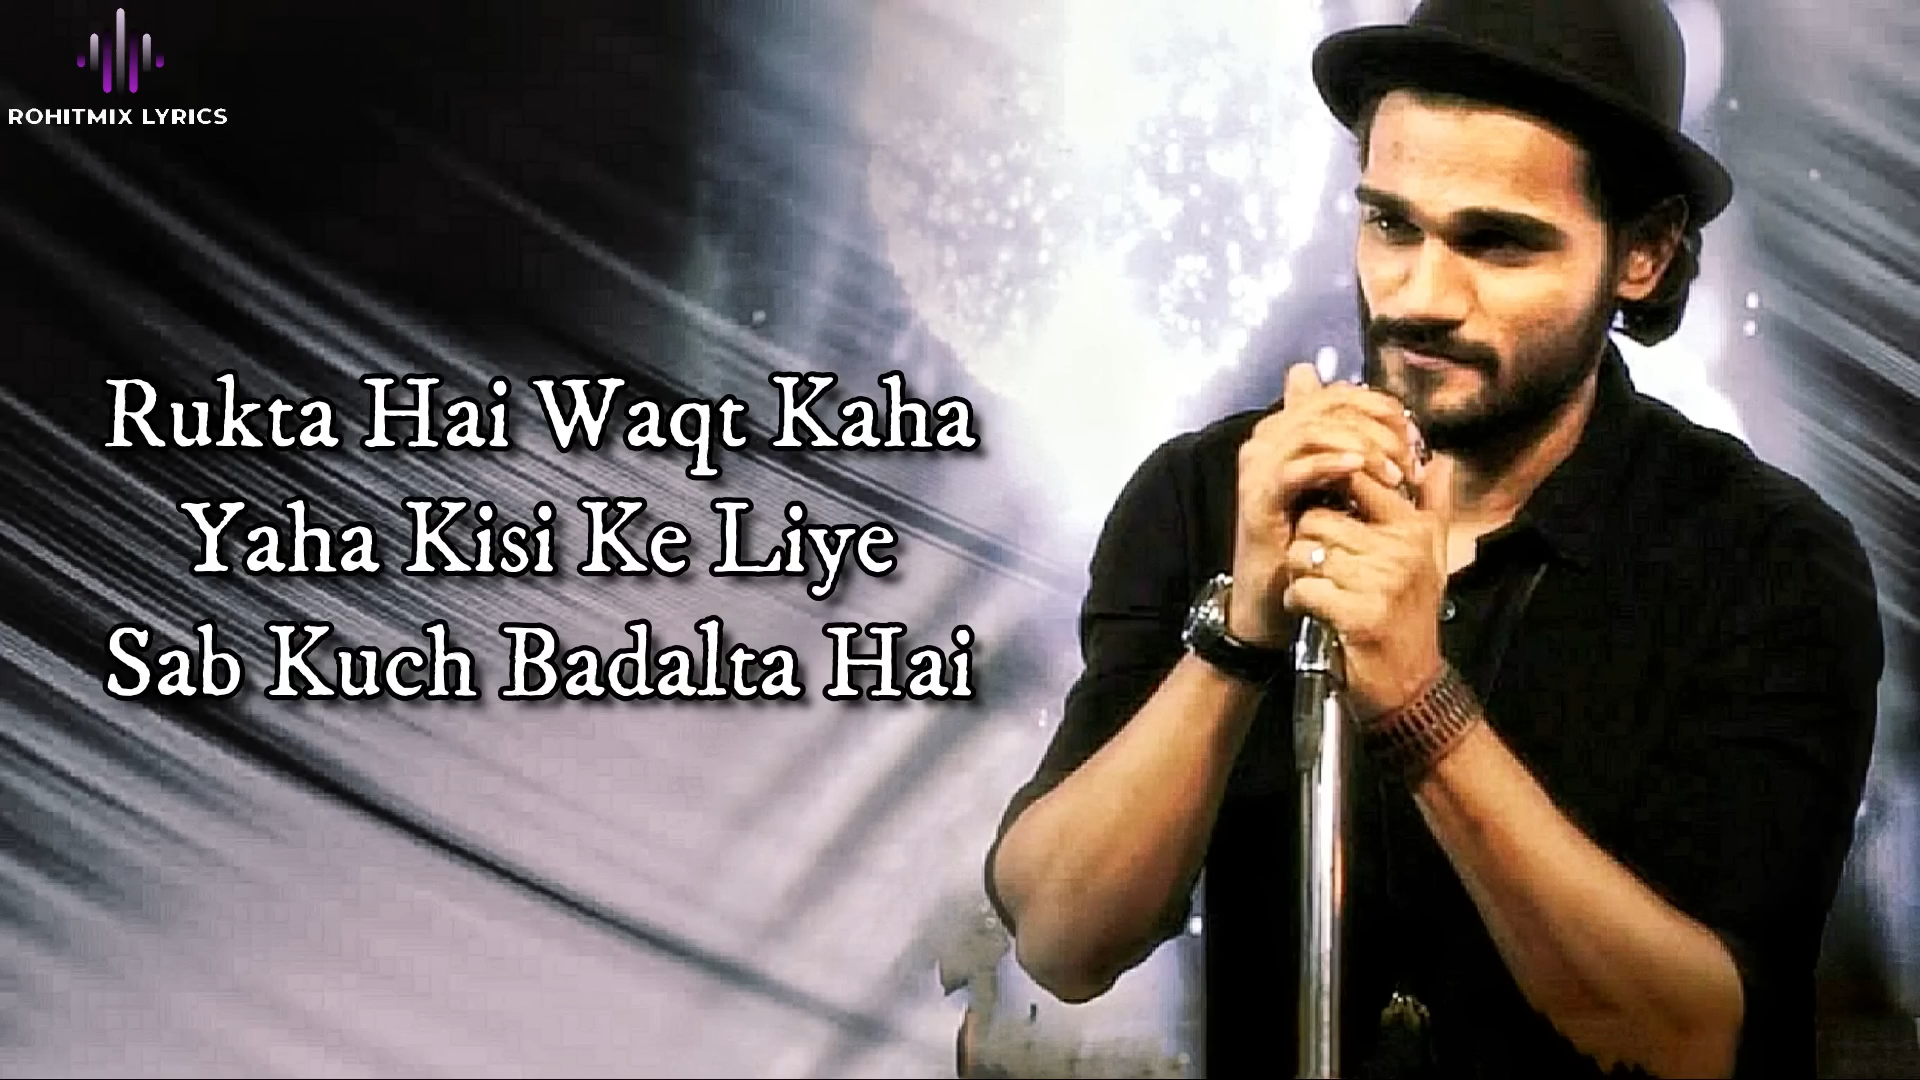 ROHITMIX LYRICS
Rukta Hai Waqt Kaha
Yaha Kisi Ke Liye
Sab Kuch Badalta Hai